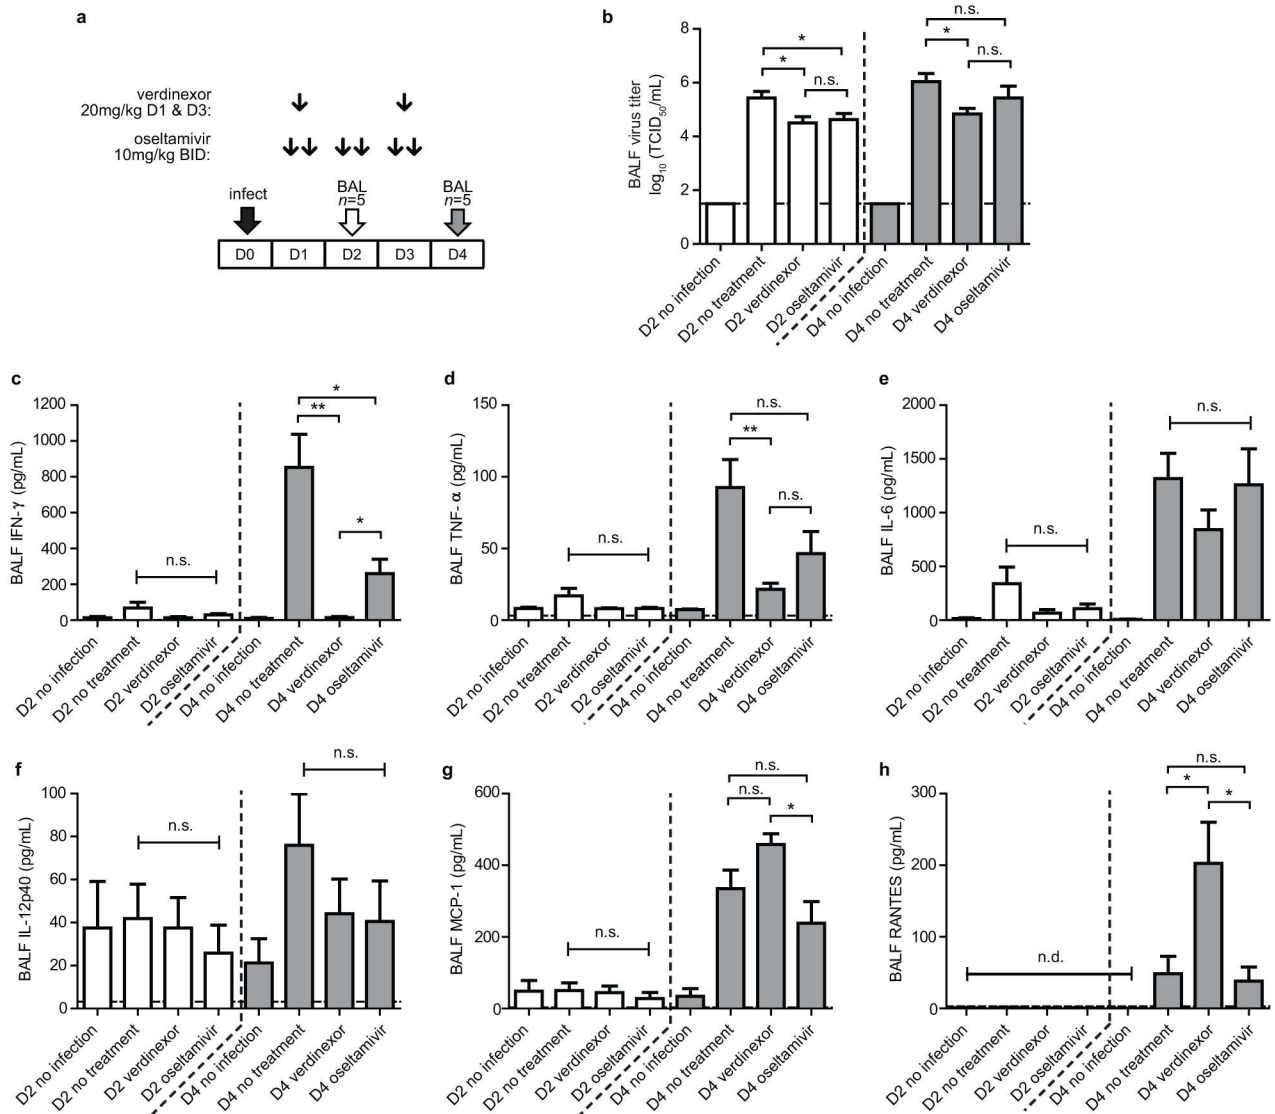 a
verdinexor
20mg/kg D1 & D3:
oseltamivir
10mg/kg BID:
infect
BAL
n=5
BAL
n=5
D0 D1 D2 D3 D4
b
BALF virus titer
log10 (TCID50/mL)
8
6
4
2
0
*
*
n.s.
n.s.
*
n.s.
D2 no infection
D2 no treatment
D2 verdinexor
D2 oseltamivir
D4 no infection
D4 no treatment
D4 verdinexor
D4 oseltamivir
c
BALF IFN-γ (pg/mL)
1200
1000
800
600
400
200
0
n.s.
*
**
*
D2 no infection
D2 no treatment
D2 verdinexor
D2 oseltamivir
D4 no infection
D4 no treatment
D4 verdinexor
D4 oseltamivir
d
BALF TNF- α (pg/mL)
150
100
50
0
n.s.
n.s.
**
n.s.
D2 no infection
D2 no treatment
D2 verdinexor
D2 oseltamivir
D4 no infection
D4 no treatment
D4 verdinexor
D4 oseltamivir
e
BALF IL-6 (pg/mL)
2000
1500
1000
500
0
n.s.
n.s.
D2 no infection
D2 no treatment
D2 verdinexor
D2 oseltamivir
D4 no infection
D4 no treatment
D4 verdinexor
D4 oseltamivir
f
BALF IL-12p40 (pg/mL)
100
80
60
40
20
0
n.s.
n.s.
D2 no infection
D2 no treatment
D2 verdinexor
D2 oseltamivir
D4 no infection
D4 no treatment
D4 verdinexor
D4 oseltamivir
g
BALF MCP-1 (pg/mL)
600
400
200
0
n.s.
n.s.
n.s.
*
D2 no infection
D2 no treatment
D2 verdinexor
D2 oseltamivir
D4 no infection
D4 no treatment
D4 verdinexor
D4 oseltamivir
h
BALF RANTES (pg/mL)
300
200
100
0
n.d.
n.s.
*
*
D2 no infection
D2 no treatment
D2 verdinexor
D2 oseltamivir
D4 no infection
D4 no treatment
D4 verdinexor
D4 oseltamivir